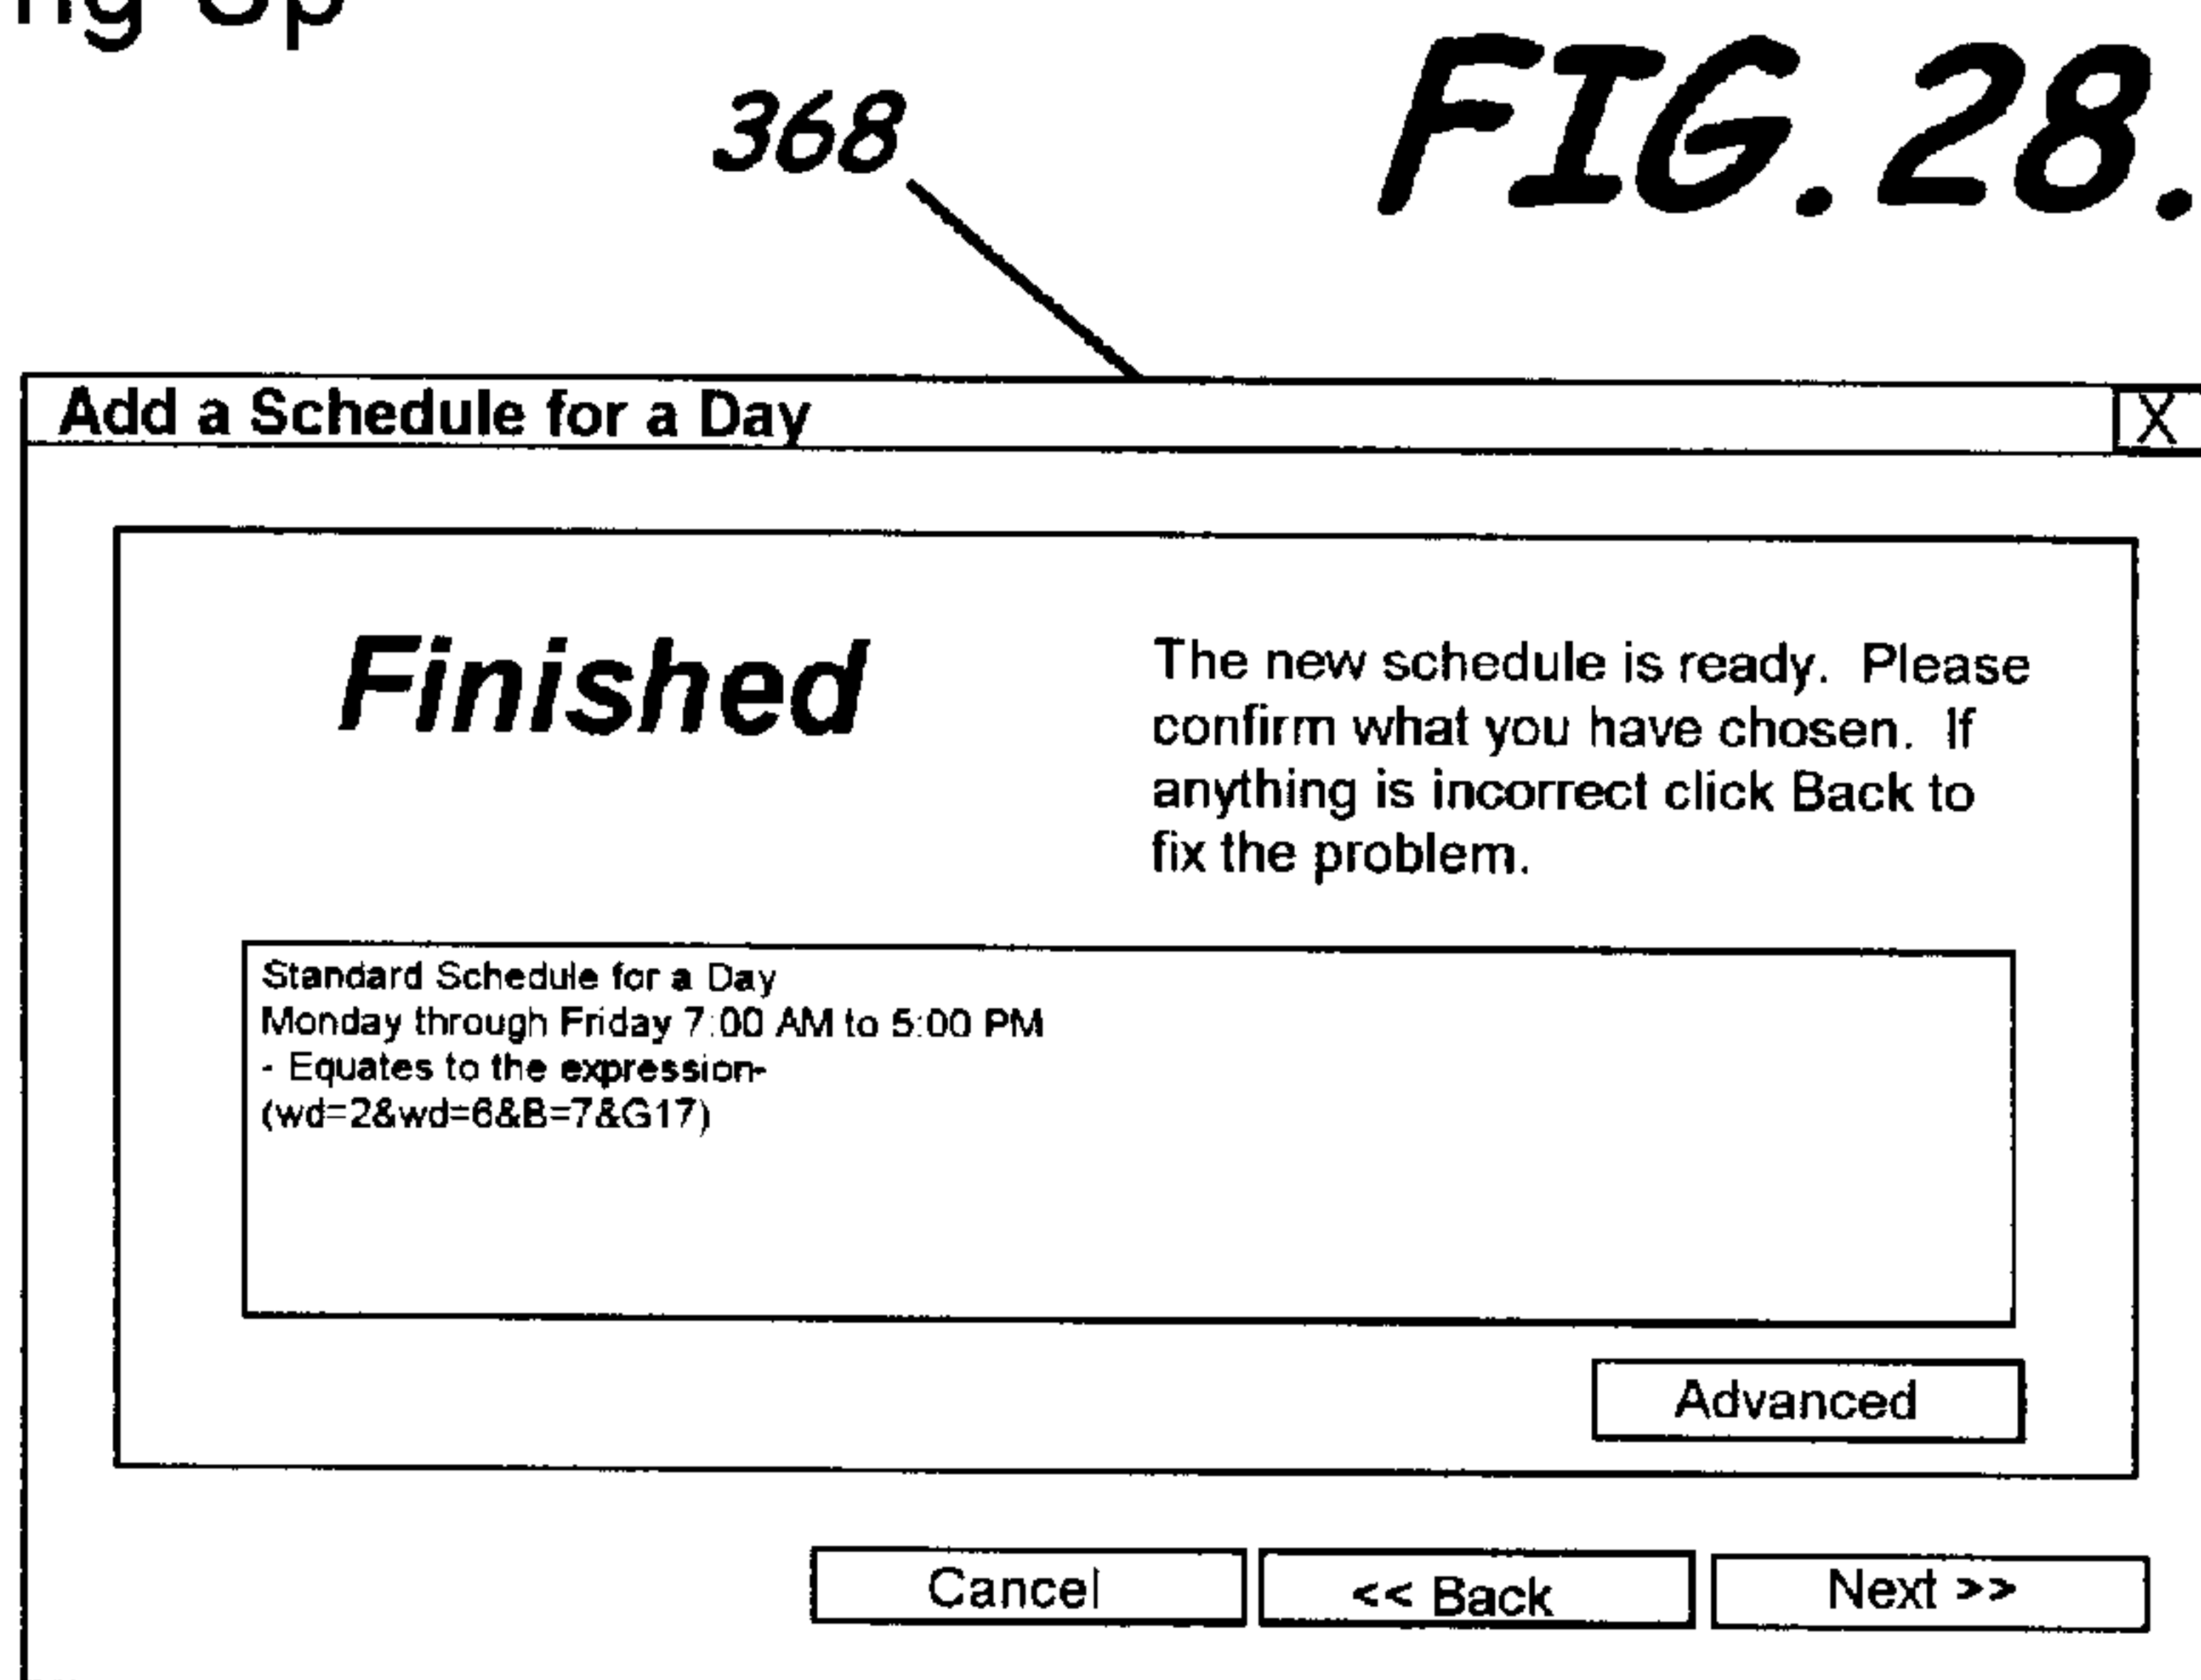 ng Up
FIG. 28.
368
Add a Schedule for a Day X
Finished
The new schedule is ready. Please
confirm what you have chosen. If
anything is incorrect click Back to
fix the problem.
Standard Schedule for a Day
Monday through Friday 7:00 AM to 5:00 PM
- Equates to the expression-
(wd=2&wd=6&B=7&G17)
Advanced
Cancel
<< Back
Next >>